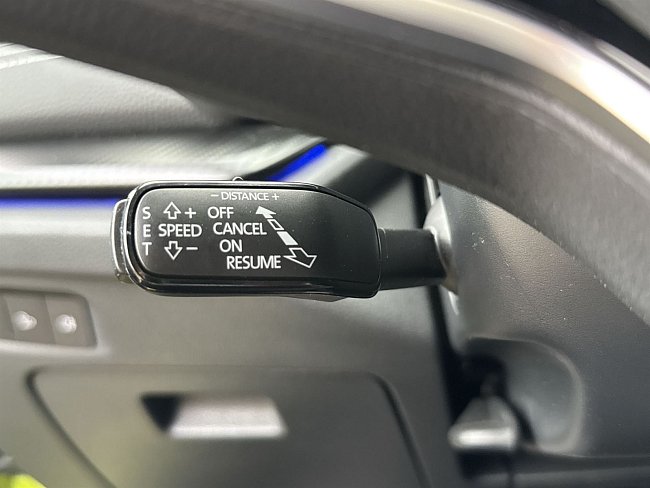 − DISTANCE +
S E T
+ OFF
SPEED CANCEL
− ON
RESUME